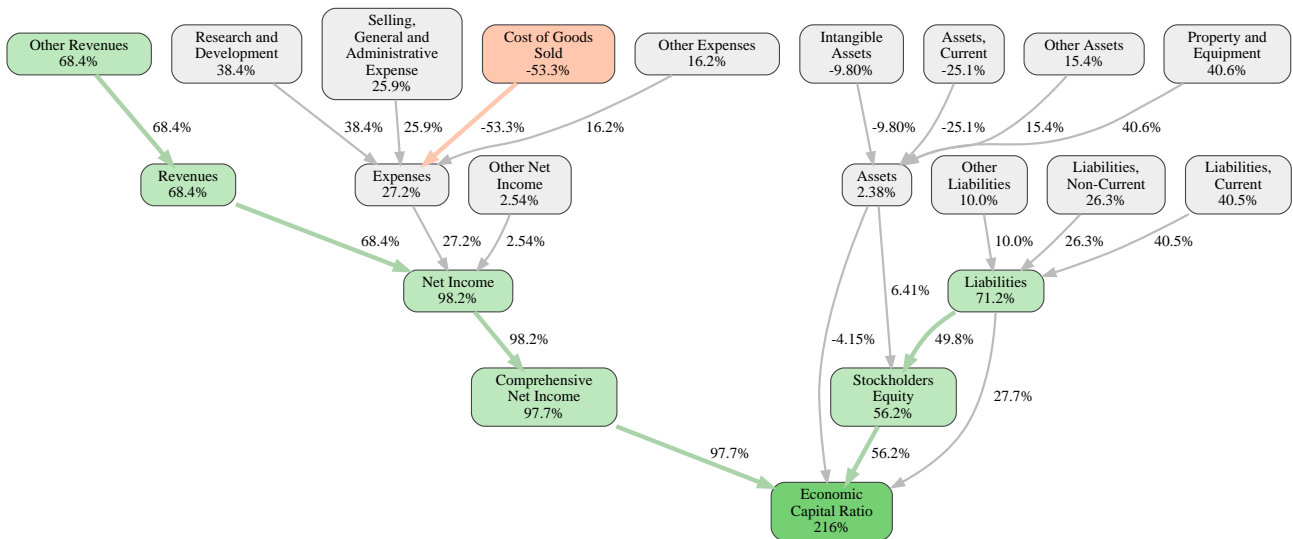 Other Revenues
68.4%
Research and
Development
38.4%
Selling,
General and
Administrative
Expense
25.9%
Cost of Goods
Sold
-53.3%
Other Expenses
16.2%
Intangible
Assets
-9.80%
Assets,
Current
-25.1%
Other Assets
15.4%
Property and
Equipment
40.6%
68.4%
38.4%
25.9%
-53.3%
16.2%
-9.80%
-25.1%
15.4%
40.6%
Revenues
68.4%
Expenses
27.2%
Other Net
Income
2.54%
Assets
2.38%
Other
Liabilities
10.0%
Liabilities,
Non-Current
26.3%
Liabilities,
Current
40.5%
68.4%
27.2%
2.54%
10.0%
26.3%
40.5%
Net Income
98.2%
6.41%
Liabilities
71.2%
98.2%
-4.15%
49.8%
Comprehensive
Net Income
97.7%
Stockholders
Equity
56.2%
27.7%
97.7%
56.2%
Economic
Capital Ratio
216%